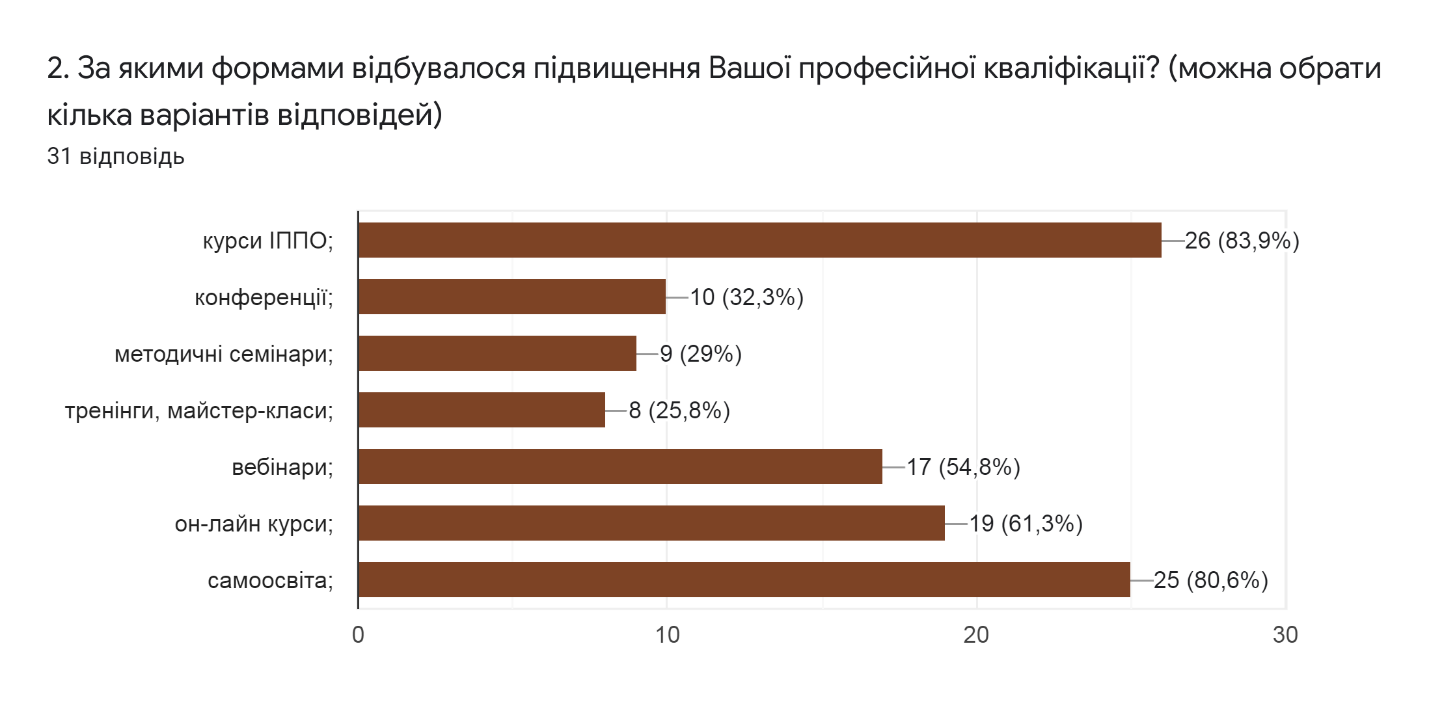 2. За якими формами відбувалося підвищення Вашої професійної кваліфікації? (можна обрати
кілька варіантів відповідей)
31 відповідь
курси ІППО;
26 (83,9%)
конференції;
10 (32,3%)
методичні семінари;
9 (29%)
тренінги, майстер-класи;
8 (25,8%)
вебінари;
17 (54,8%)
он-лайн курси;
19 (61,3%)
самоосвіта;
25 (80,6%)
0
10
20
30